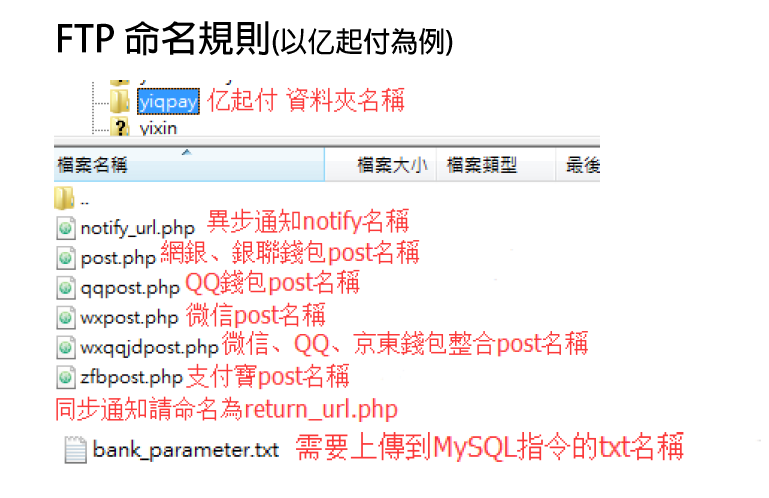 FTP 命名規則(以亿起付為例)
yiqpay 亿起付 資料夾名稱
yixin
檔案名稱 檔案大小 檔案類型 最後
..
notify_url.php 異步通知notify名稱
post.php 網銀、銀聯錢包post名稱
qqpost.php QQ錢包post名稱
wxpost.php 微信post名稱
wxqqjdpost.php 微信、QQ、京東錢包整合post名稱
zfbpost.php 支付寶post名稱
同步通知請命名為return_url.php
bank_parameter.txt 需要上傳到MySQL指令的txt名稱